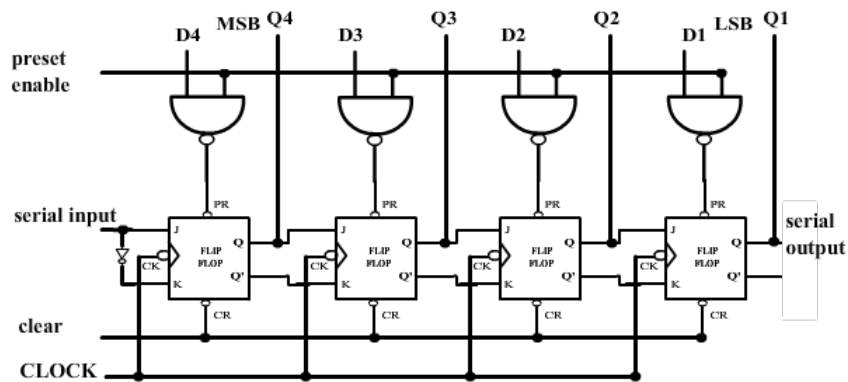 D4 MSB Q4 D3 Q3 D2 Q2 D1 LSB Q1
preset
enable
PR PR PR PR
serial input
J Q J Q J Q J Q
FLIP
FLOP
FLIP
FLOP
FLIP
FLOP
FLIP
FLOP
serial
output
CK CK CK CK
K Q' K Q' K Q' K Q'
CR CR CR CR
clear
CLOCK